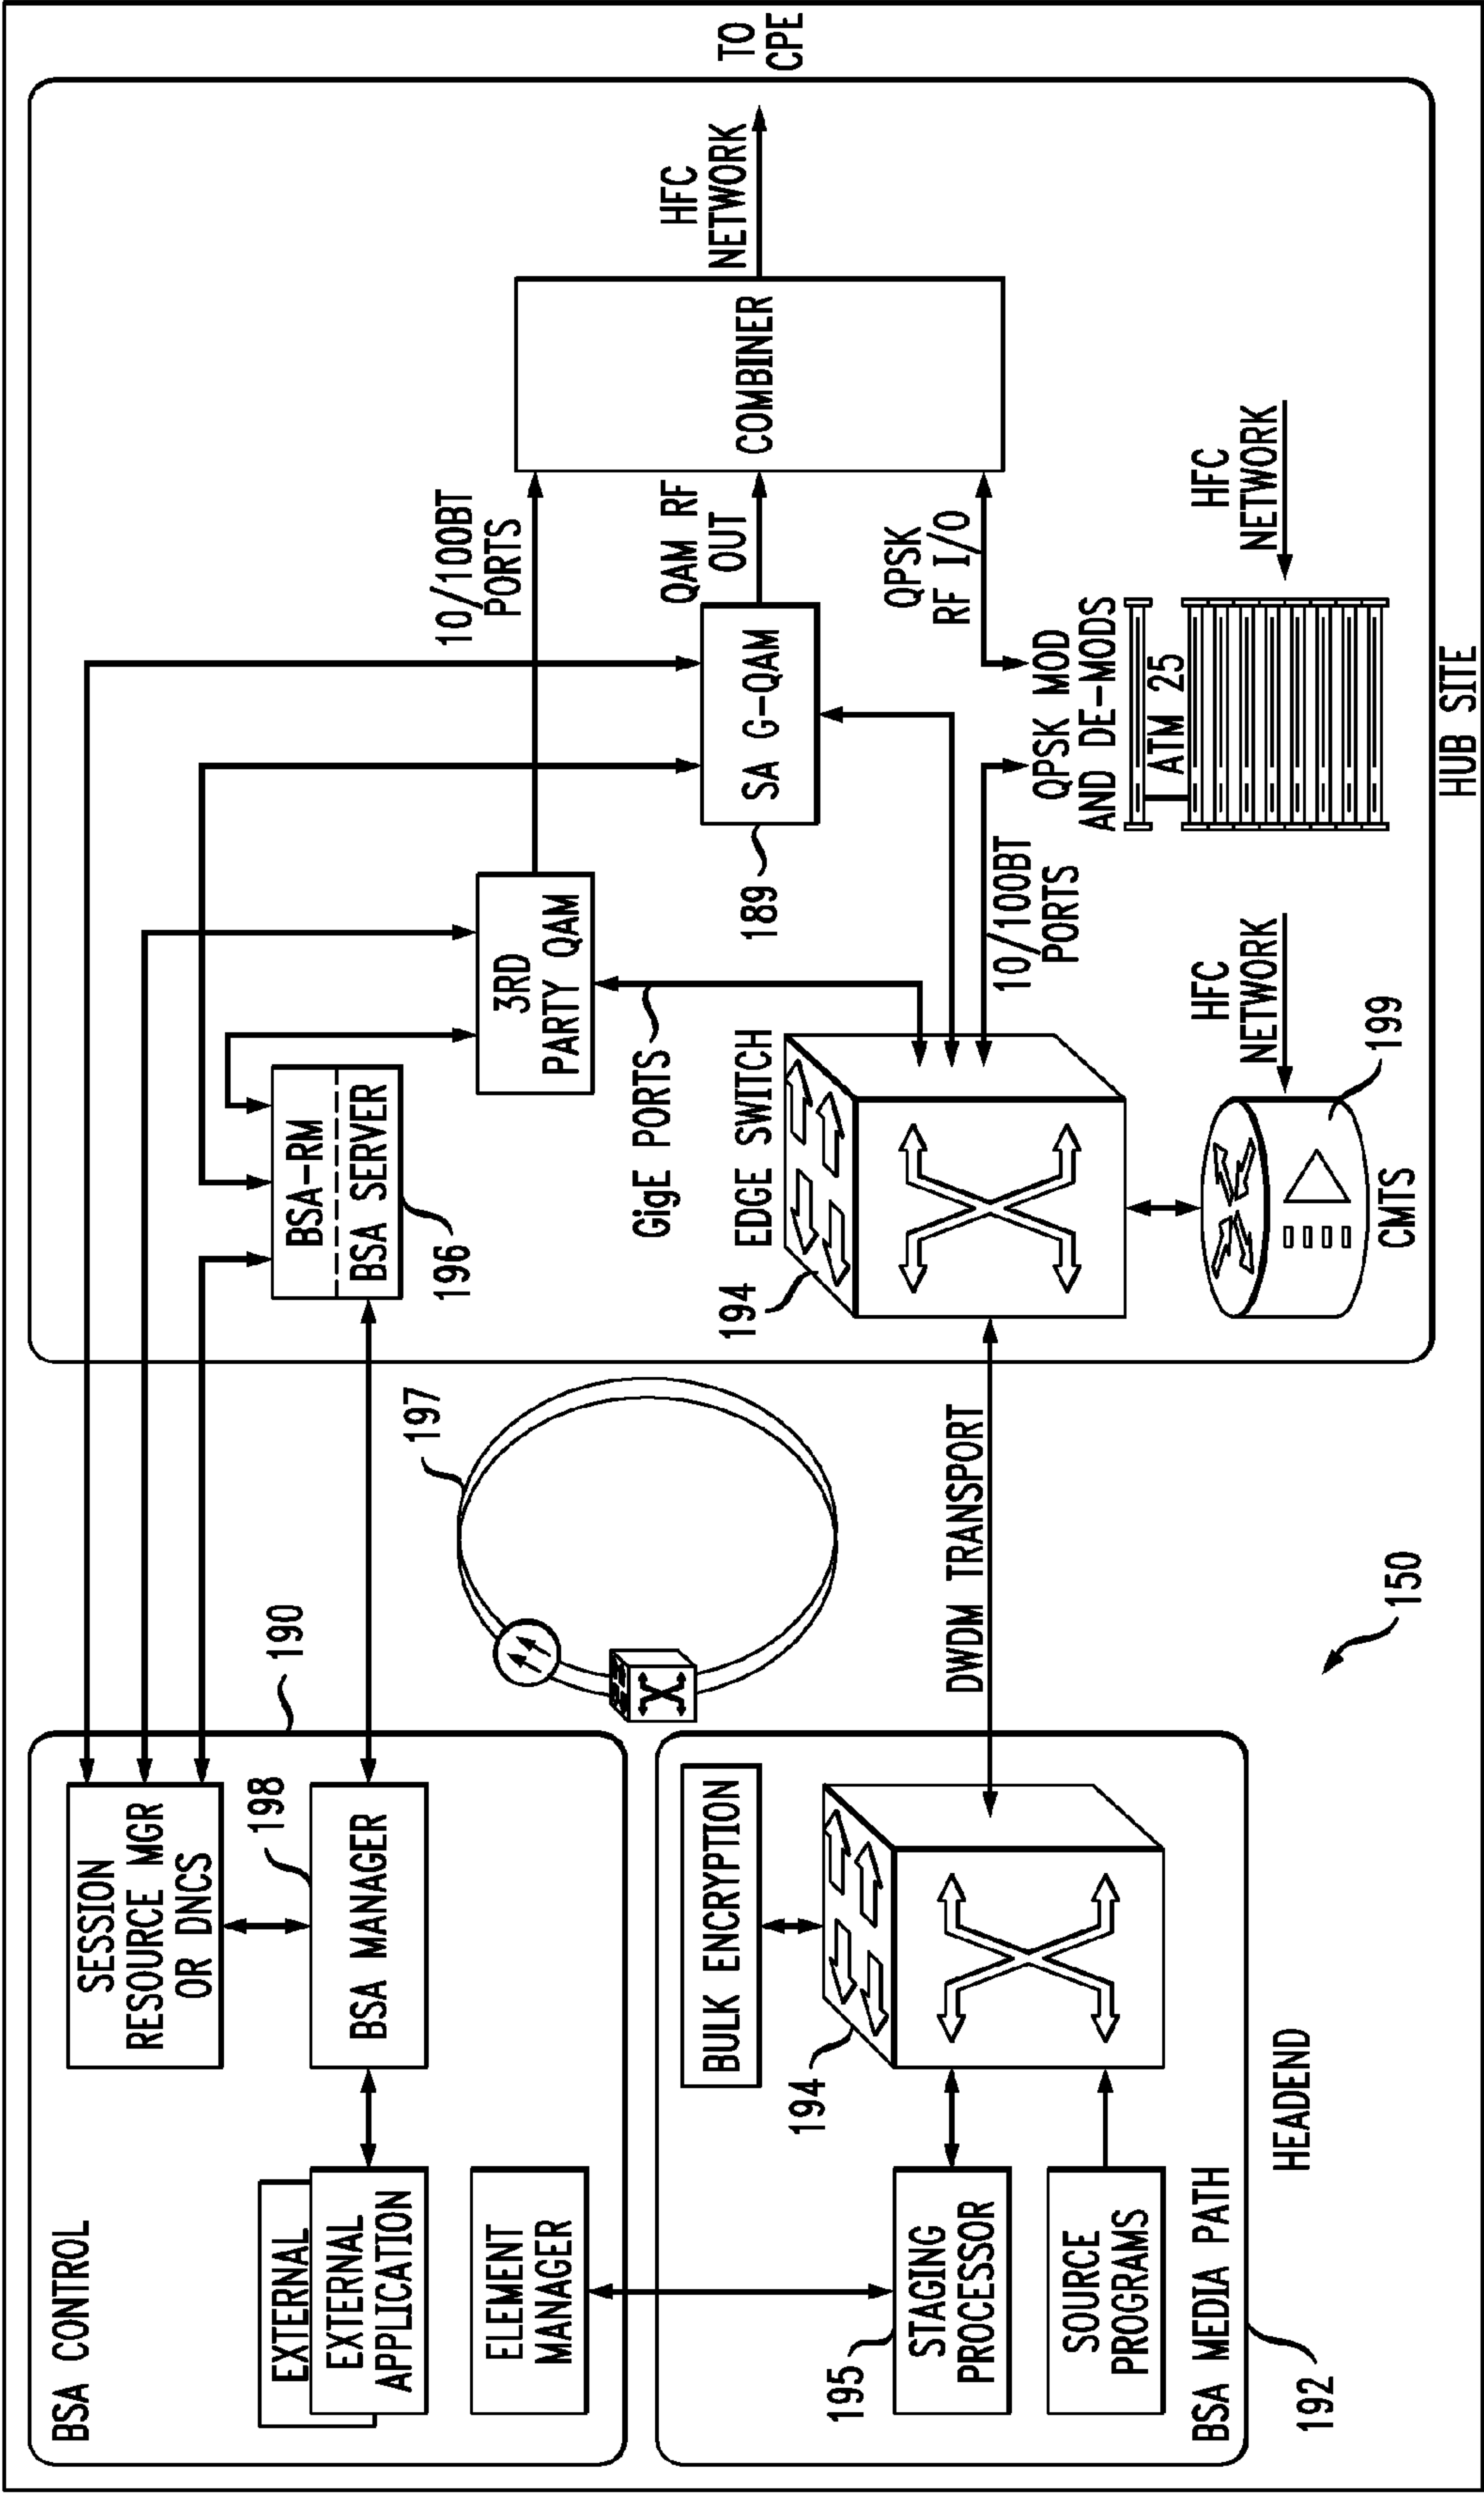 BSA CONTROL
SESSION
RESOURCE MGR
OR DNCS
190
198
EXTERNAL
EXTERNAL
APPLICATION
BSA MANAGER
ELEMENT
MANAGER
BULK ENCRYPTION
194
195
STAGING
PROCESSOR
SOURCE
PROGRAMS
BSA MEDIA PATH
192
HEADEND
197
DWDM TRANSPORT
150
BSA-RM
BSA SERVER
196
3RD
PARTY QAM
10/100BT
PORTS
GigE PORTS
EDGE SWITCH
194
189
SA G-QAM
QAM RF
OUT
COMBINER
HFC
NETWORK
TO
CPE
QPSK
RF I/O
10/100BT
PORTS
QPSK MOD
AND DE-MODS
ATM 25
HFC
NETWORK
HFC
NETWORK
199
CMTS
HUB SITE